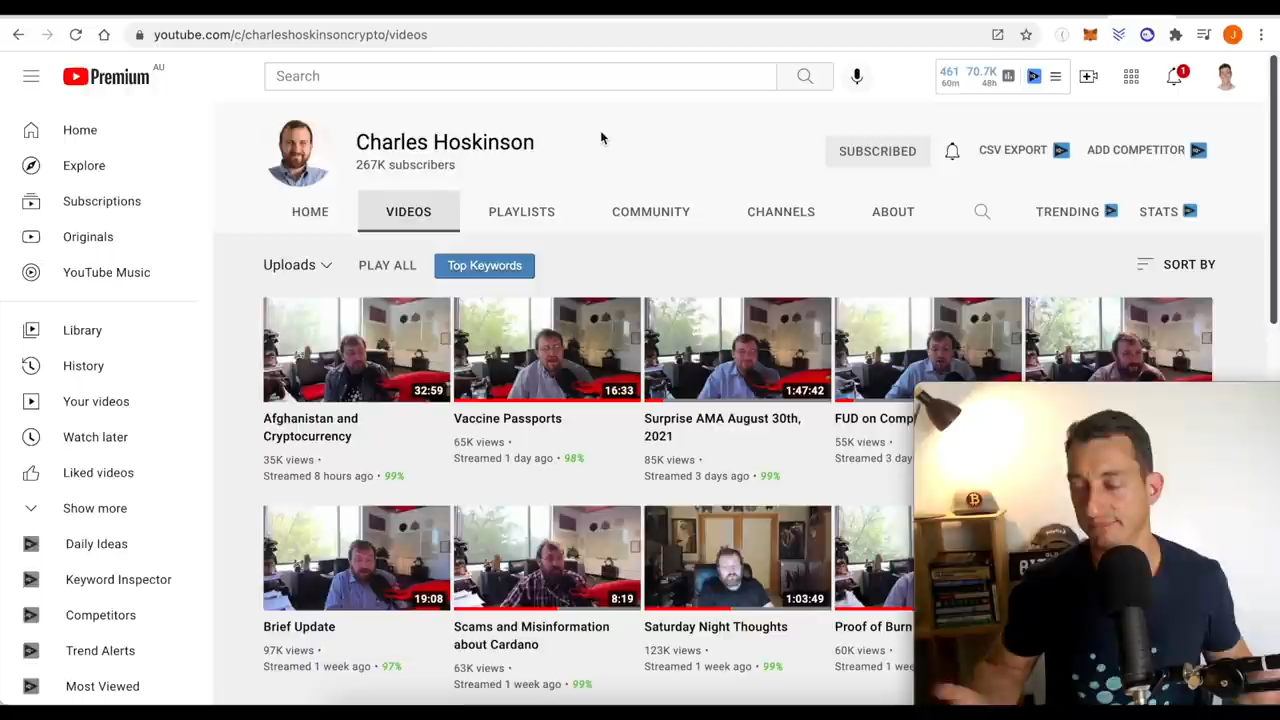 youtube.com/c/charleshoskinsoncrypto/videos
J
Premium AU
Search
461 70.7K
60m 48h
1
Home
Explore
Subscriptions
Originals
YouTube Music
Library
History
Your videos
Watch later
Liked videos
Show more
Daily Ideas
Keyword Inspector
Competitors
Trend Alerts
Most Viewed
Charles Hoskinson
267K subscribers
SUBSCRIBED
CSV EXPORT
ADD COMPETITOR
HOME
VIDEOS
PLAYLISTS
COMMUNITY
CHANNELS
ABOUT
TRENDING
STATS
Uploads
PLAY ALL
Top Keywords
SORT BY
32:59
Afghanistan and
Cryptocurrency
35K views •
Streamed 8 hours ago • 99%
16:33
Vaccine Passports
65K views •
Streamed 1 day ago • 98%
1:47:42
Surprise AMA August 30th,
2021
85K views •
Streamed 3 days ago • 99%
FUD on Comp
55K views •
Streamed 3 day
19:08
Brief Update
97K views •
Streamed 1 week ago • 97%
8:19
Scams and Misinformation
about Cardano
63K views •
Streamed 1 week ago • 99%
1:03:49
Saturday Night Thoughts
123K views •
Streamed 1 week ago • 99%
Proof of Burn
60K views •
Streamed 1 wee